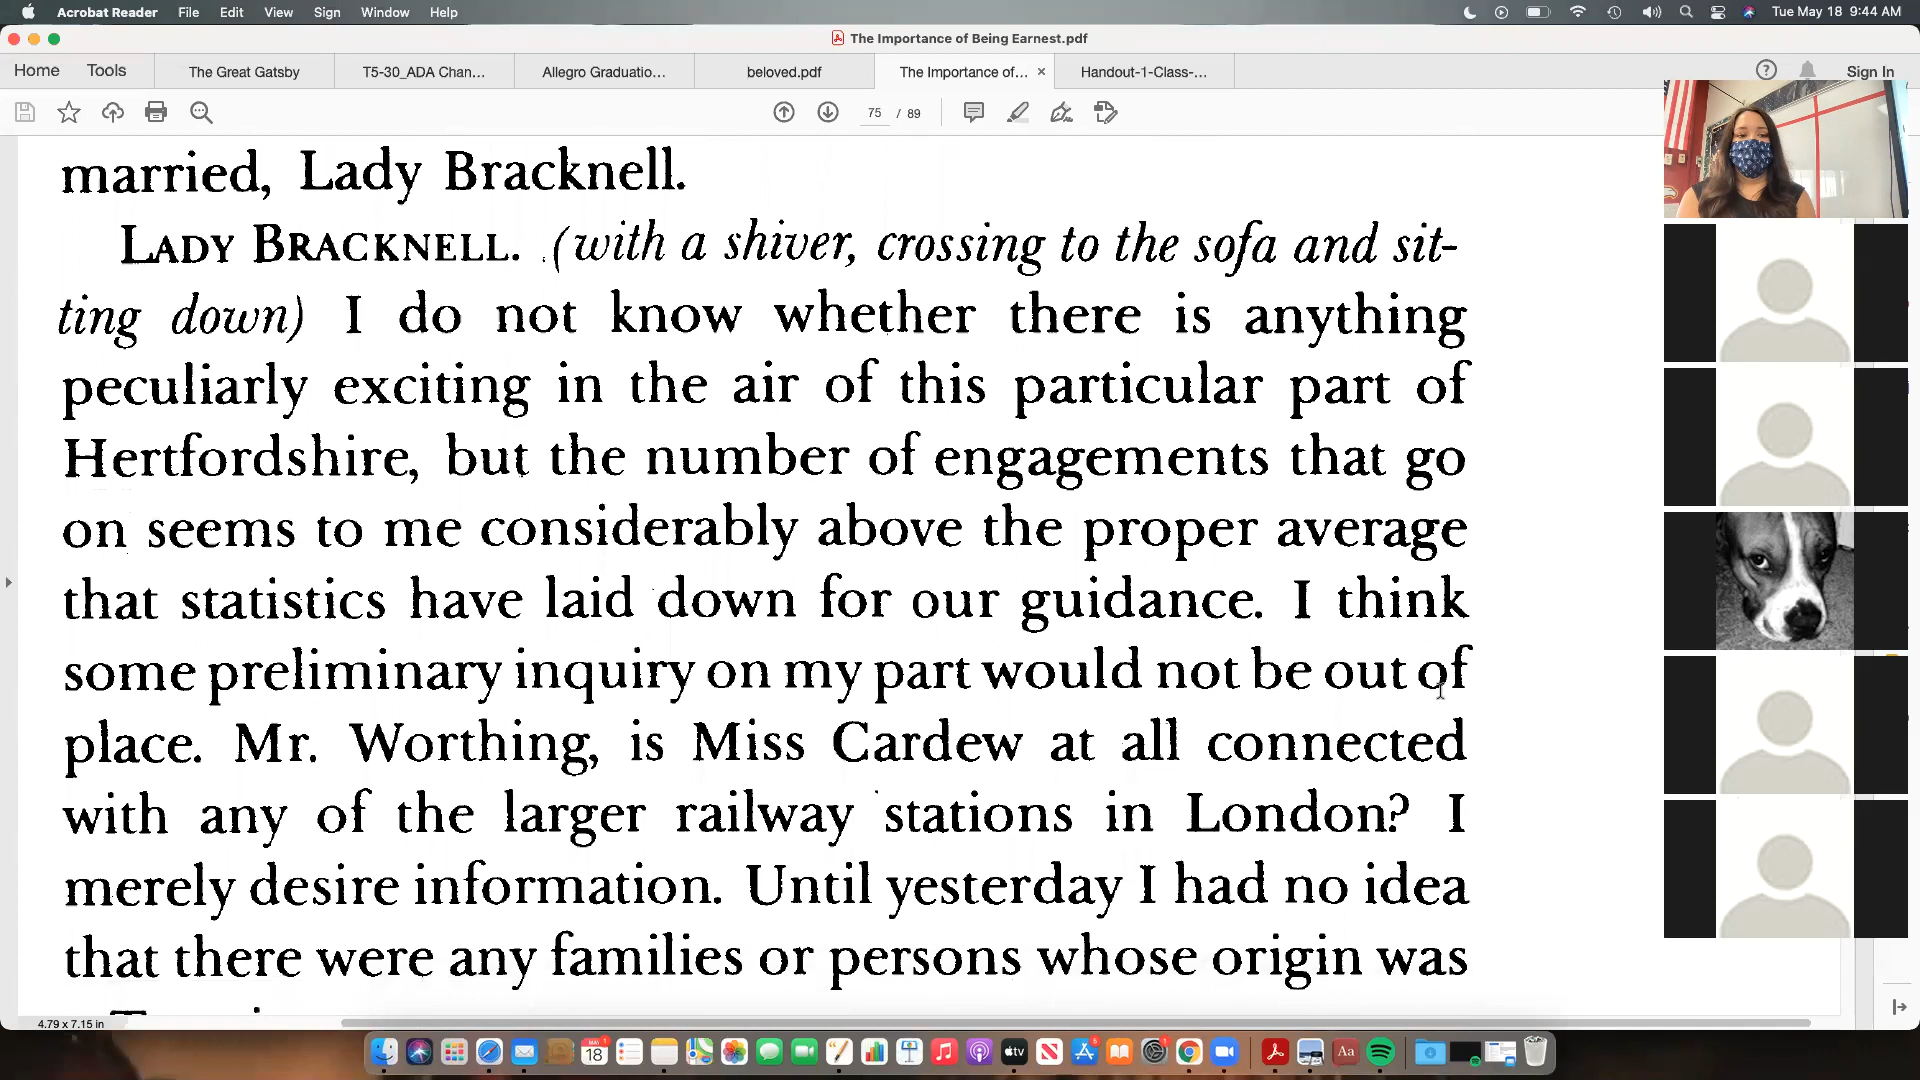 Acrobat Reader File Edit View Sign Window Help Tue May 18 9:44 AM
The Importance of Being Earnest.pdf
Home Tools The Great Gatsby T5-30_ADA Chan... Allegro Graduatio... beloved.pdf The Importance of... × Handout-1-Class-... Sign In
75 / 89
married, Lady Bracknell.
LADY BRACKNELL. (with a shiver, crossing to the sofa and sit-
ting down) I do not know whether there is anything
peculiarly exciting in the air of this particular part of
Hertfordshire, but the number of engagements that go
on seems to me considerably above the proper average
that statistics have laid down for our guidance. I think
some preliminary inquiry on my part would not be out of
place. Mr. Worthing, is Miss Cardew at all connected
with any of the larger railway stations in London? I
merely desire information. Until yesterday I had no idea
that there were any families or persons whose origin was
4.79 x 7.15 in
18
tv
Aa